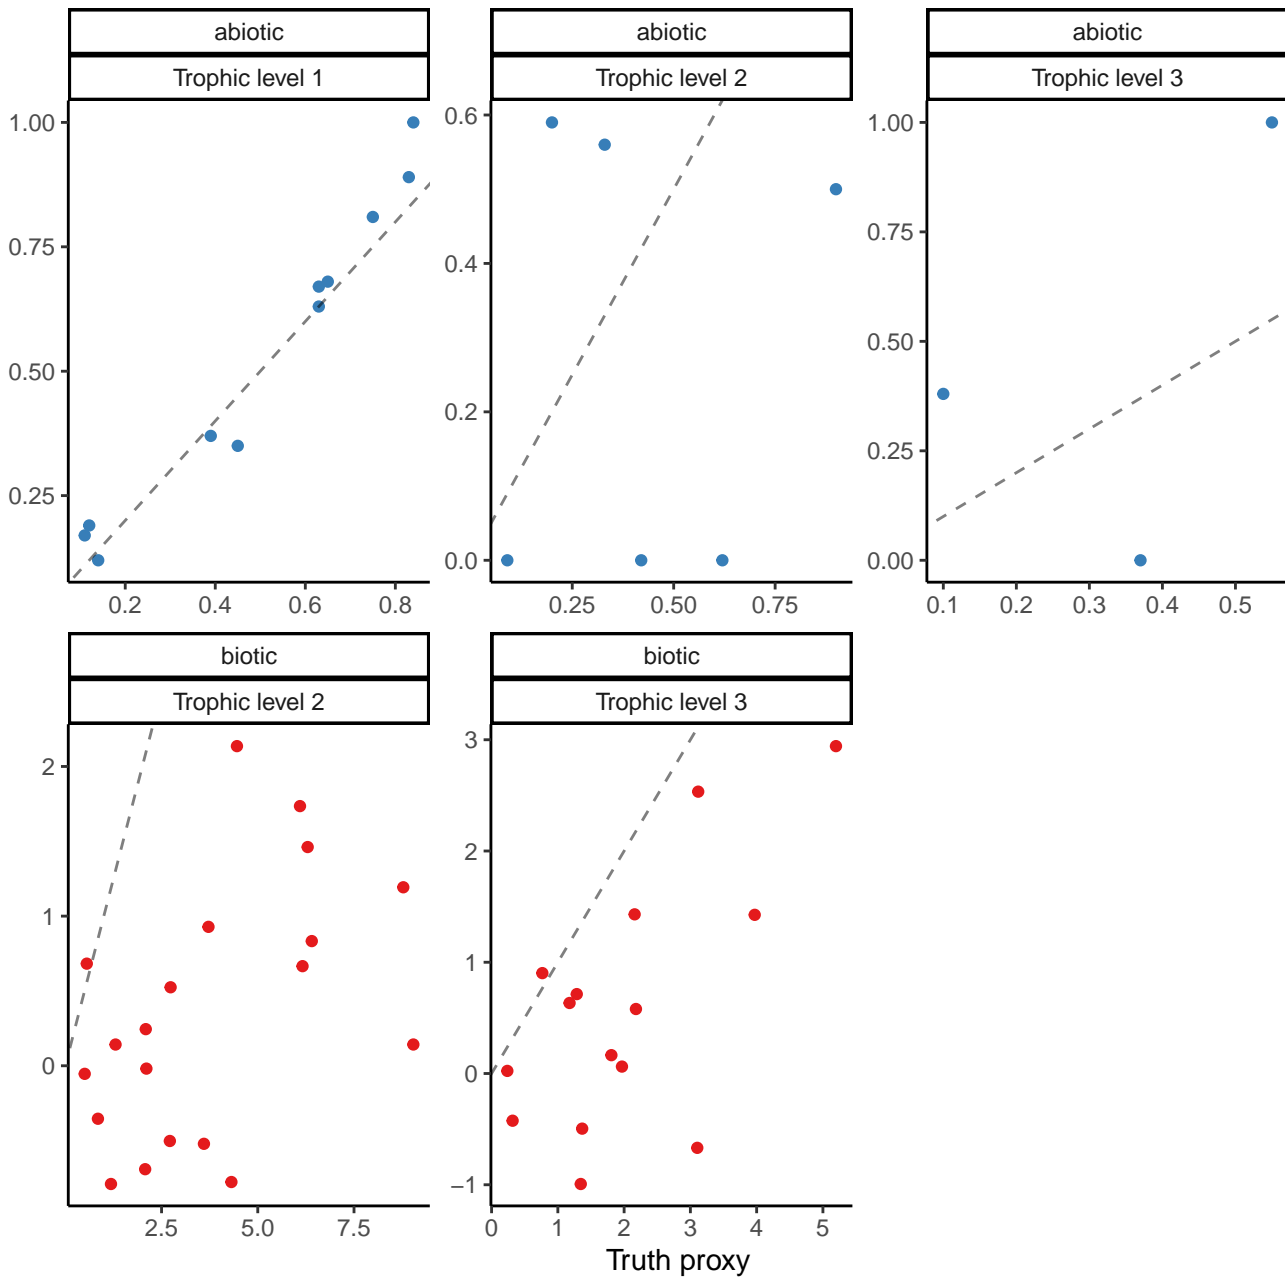 abiotic
Trophic level 1
1.00
0.75
0.50
0.25
0.2 0.4 0.6 0.8
abiotic
Trophic level 2
0.6
0.4
0.2
0.0
0.25 0.50 0.75
abiotic
Trophic level 3
1.00
0.75
0.50
0.25
0.00
0.1 0.2 0.3 0.4 0.5
biotic
Trophic level 2
2
1
0
2.5 5.0 7.5
biotic
Trophic level 3
3
2
1
0
−1
0 1 2 3 4 5
Truth proxy